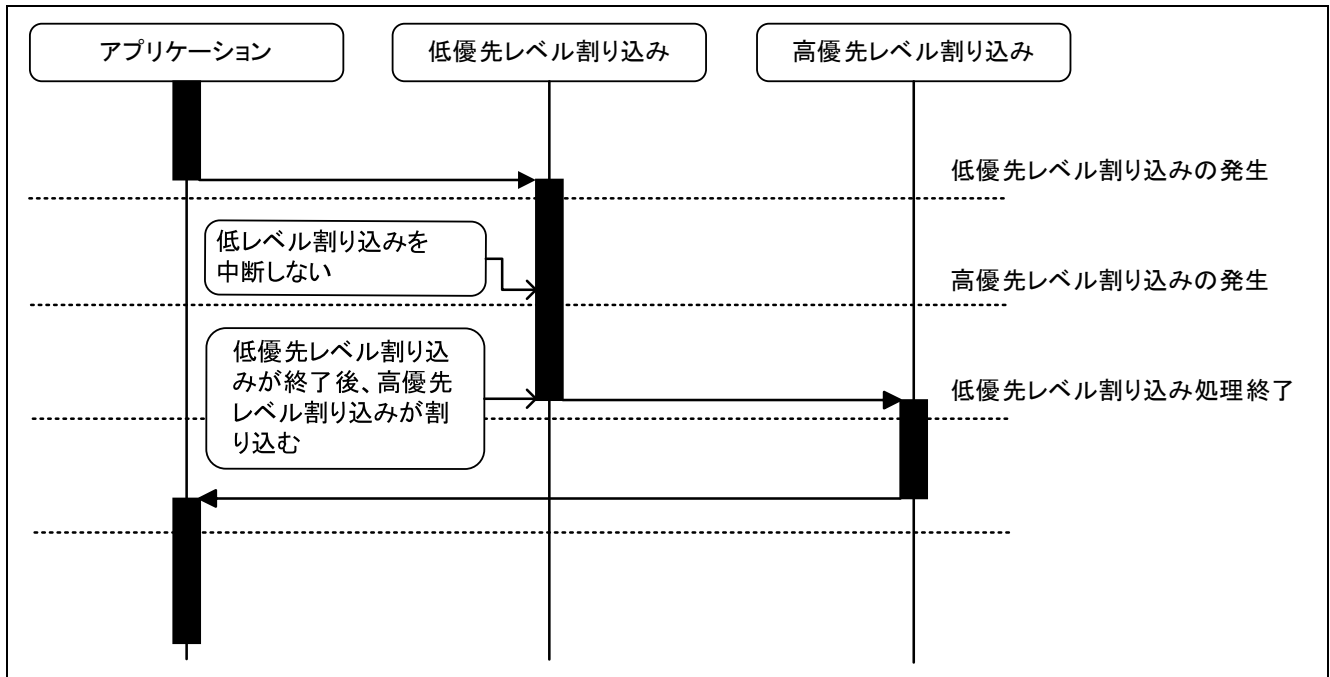 アプリケーション
低優先レベル割り込み
高優先レベル割り込み
低優先レベル割り込みの発生
低レベル割り込みを
中断しない
高優先レベル割り込みの発生
低優先レベル割り込
みが終了後、高優先
レベル割り込みが割
り込む
低優先レベル割り込み処理終了